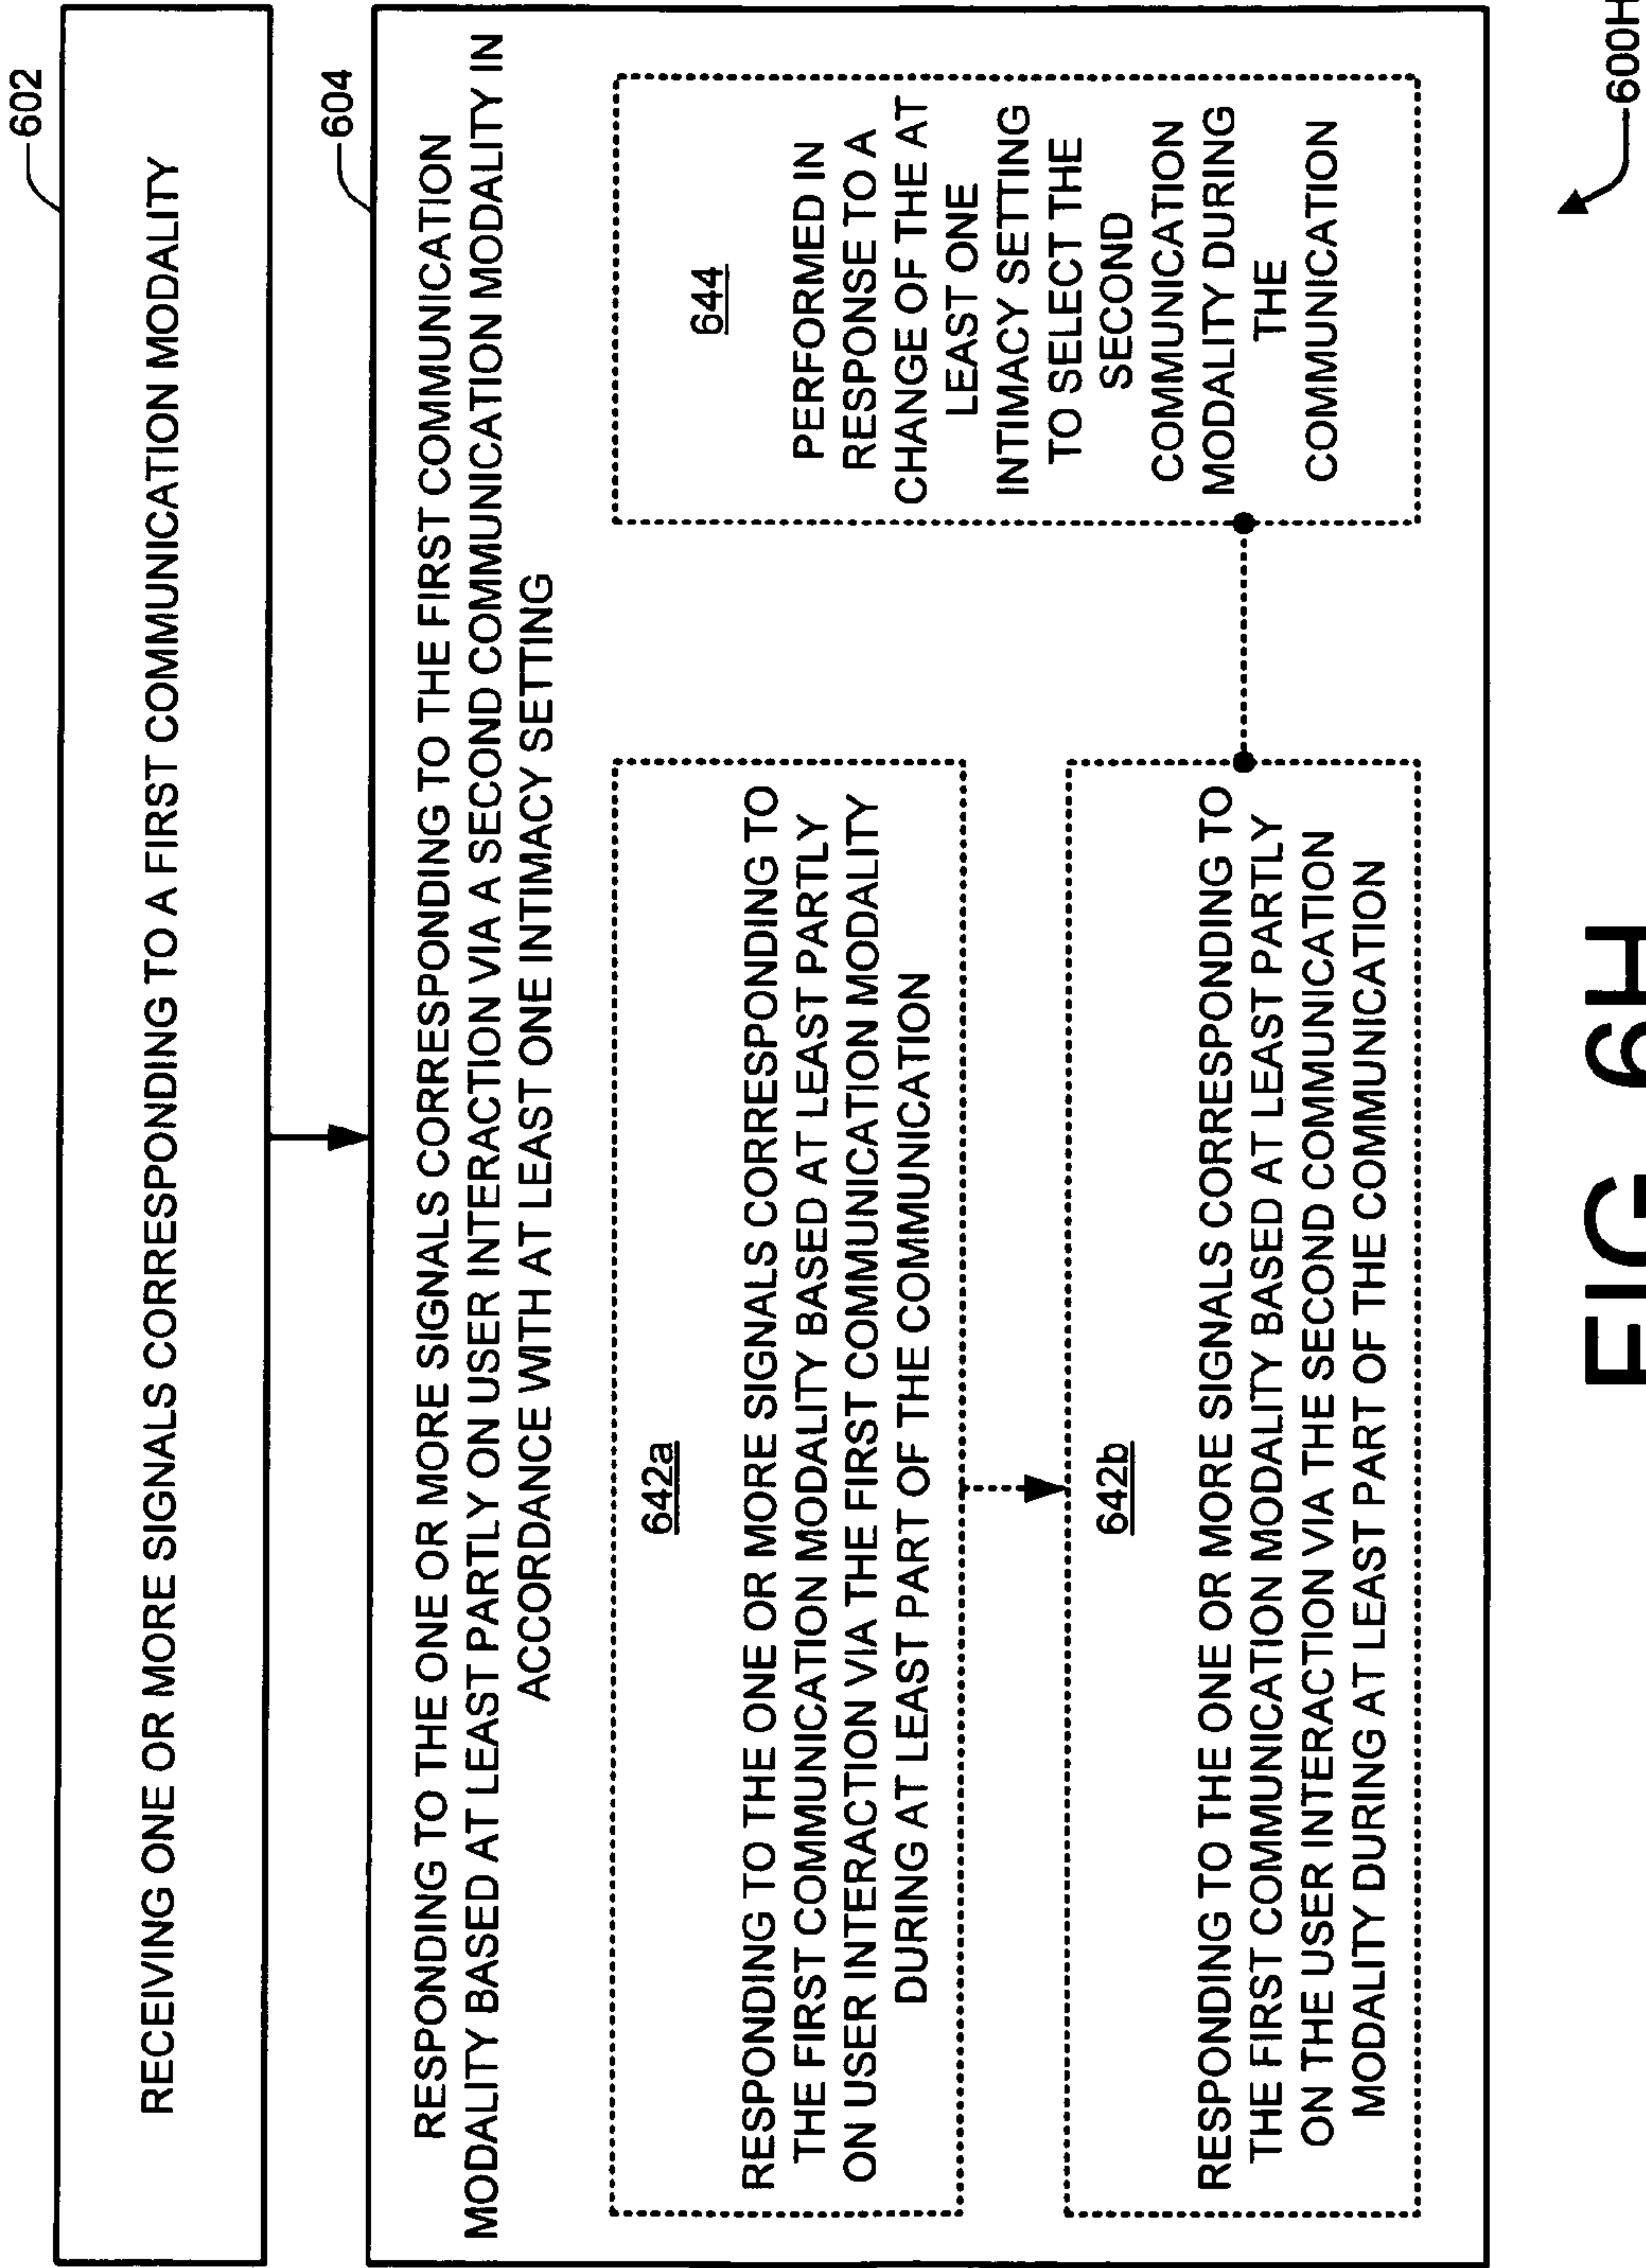 602
RECEIVING ONE OR MORE SIGNALS CORRESPONDING TO A FIRST COMMUNICATION MODALITY
604
RESPONDING TO THE ONE OR MORE SIGNALS CORRESPONDING TO THE FIRST COMMUNICATION
MODALITY BASED AT LEAST PARTLY ON USER INTERACTION VIA A SECOND COMMUNICATION MODALITY IN
ACCORDANCE WITH AT LEAST ONE INTIMACY SETTING
642a
RESPONDING TO THE ONE OR MORE SIGNALS CORRESPONDING TO
THE FIRST COMMUNICATION MODALITY BASED AT LEAST PARTLY
ON USER INTERACTION VIA THE FIRST COMMUNICATION MODALITY
DURING AT LEAST PART OF THE COMMUNICATION
642b
RESPONDING TO THE ONE OR MORE SIGNALS CORRESPONDING TO
THE FIRST COMMUNICATION MODALITY BASED AT LEAST PARTLY
ON THE USER INTERACTION VIA THE SECOND COMMUNICATION
MODALITY DURING AT LEAST PART OF THE COMMUNICATION
644
PERFORMED IN
RESPONSE TO A
CHANGE OF THE AT
LEAST ONE
INTIMACY SETTING
TO SELECT THE
SECOND
COMMUNICATION
MODALITY DURING
THE
COMMUNICATION
600H
FIG. 6H